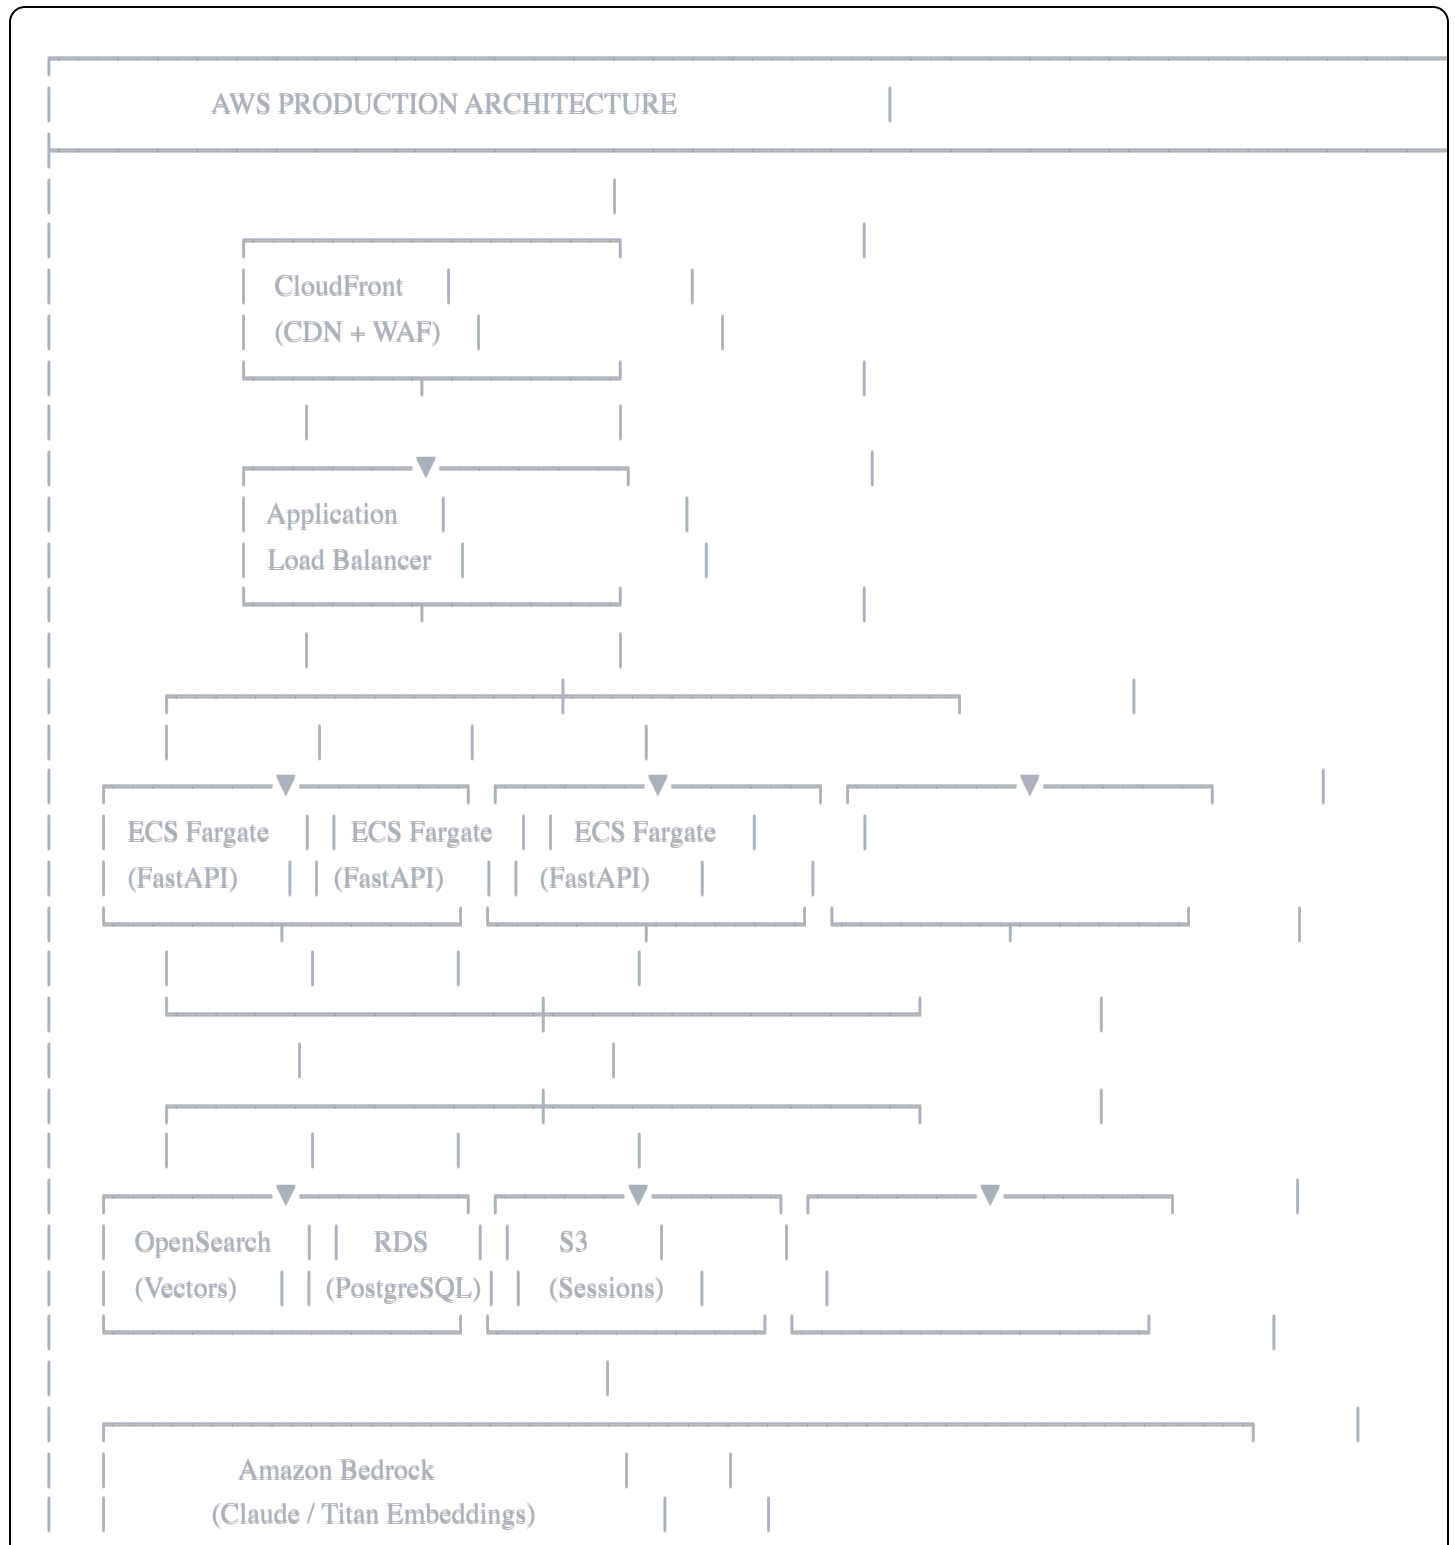 AWS PRODUCTION ARCHITECTURE
CloudFront
(CDN + WAF)
Application
Load Balancer
ECS Fargate ECS Fargate ECS Fargate
(FastAPI) (FastAPI) (FastAPI)
OpenSearch RDS S3
(Vectors) (PostgreSQL) (Sessions)
Amazon Bedrock
(Claude / Titan Embeddings)